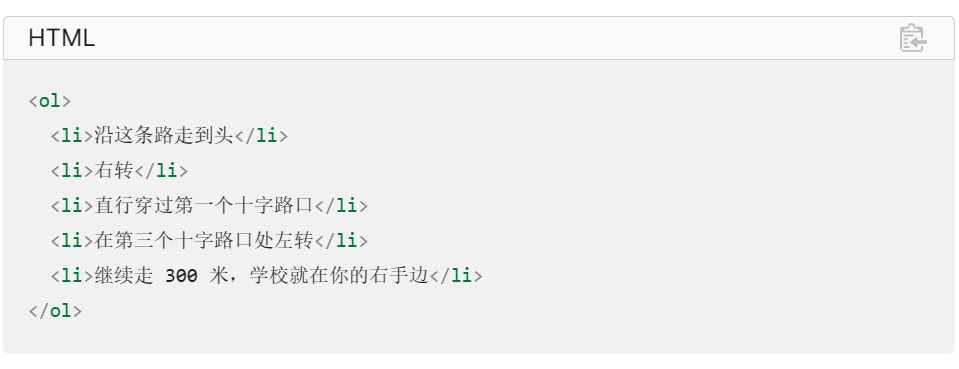 HTML
<ol>
<li>沿这条路走到头</li>
<li>右转</li>
<li>直行穿过第一个十字路口</li>
<li>在第三个十字路口处左转</li>
<li>继续走 300 米，学校就在你的右手边</li>
</ol>